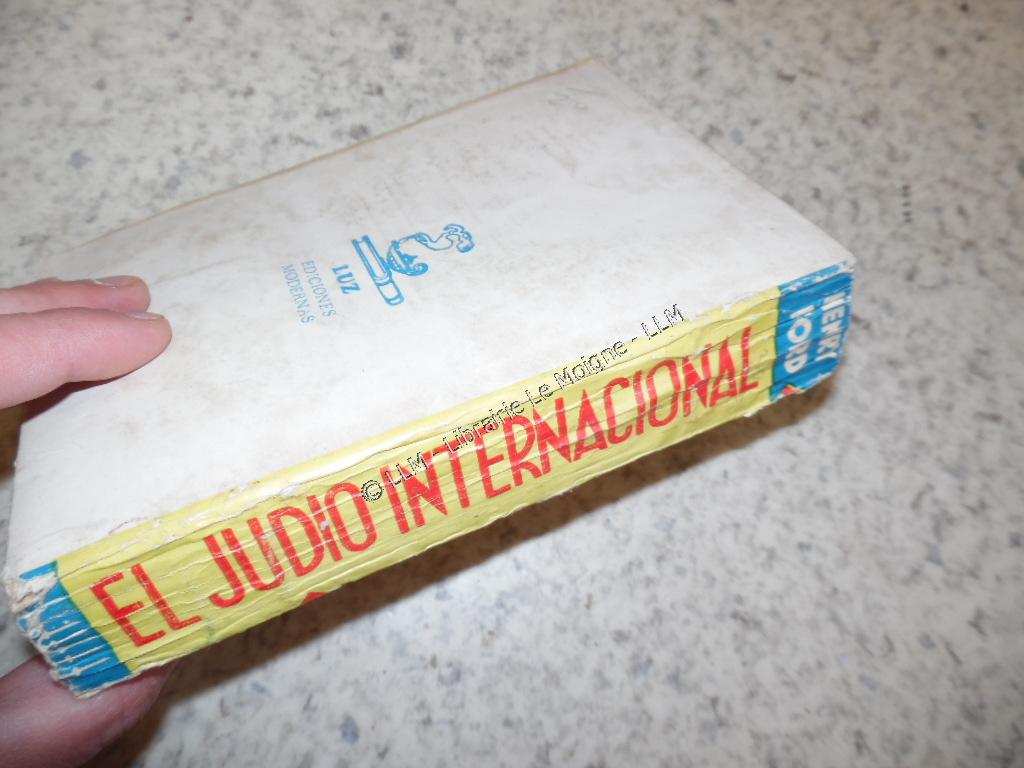 LUZ
EDICIONES
MODERNAS
EL JUDIO INTERNACIONAL
HENRY
FORD
© LLM - Librairie Le Moigne - LLM